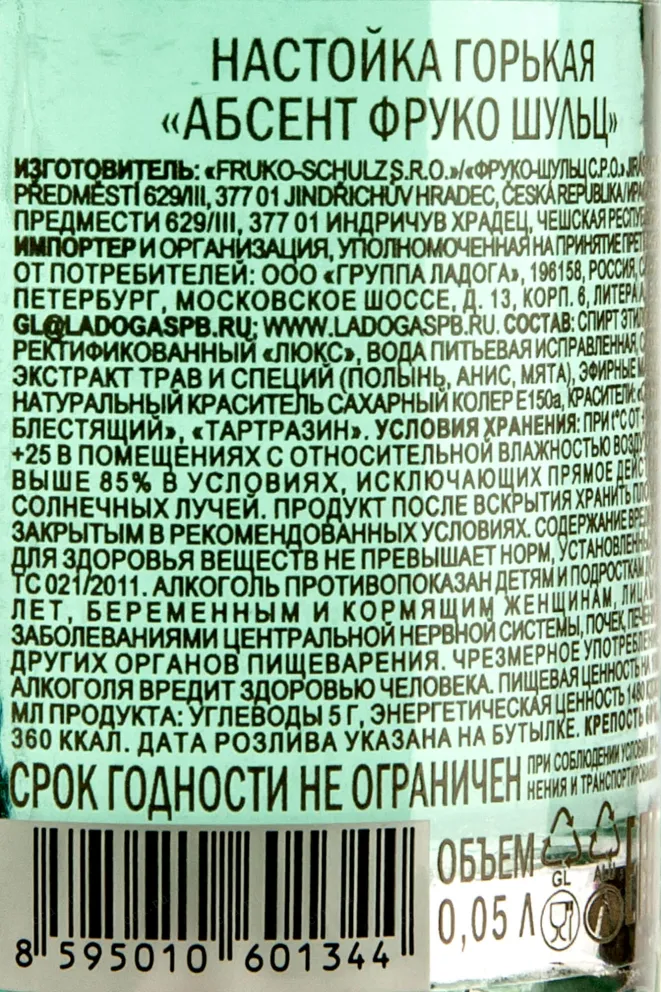 НАСТОЙКА ГОРЬКАЯ
«АБСЕНТ ФРУКО ШУЛЬЦ»
ИЗГОТОВИТЕЛЬ: «FRUKO-SCHULZ S.R.O.»/«ФРУКО-ШУЛЬЦ С.Р.О.»
PŘEDMĚSTÍ 629/III, 377 01 JINDŘICHŮV HRADEC, ČESKÁ REPUBLIKA/
ПРЕДМЕСТИ 629/III, 377 01 ИНДРИЧУВ ХРАДЕЦ, ЧЕШСКАЯ
ИМПОРТЕР И ОРГАНИЗАЦИЯ, УПОЛНОМОЧЕННАЯ НА ПРИНЯТИЕ
ОТ ПОТРЕБИТЕЛЕЙ: ООО «ГРУППА ЛАДОГА», 196158, РОССИЯ,
ПЕТЕРБУРГ, МОСКОВСКОЕ ШОССЕ, Д. 13, КОРП. 6, ЛИТЕРА
GL@LADOGASPB.RU; WWW.LADOGASPB.RU. СОСТАВ: СПИРТ
РЕКТИФИКОВАННЫЙ «ЛЮКС», ВОДА ПИТЬЕВАЯ ИСПРАВЛЕННАЯ,
ЭКСТРАКТ ТРАВ И СПЕЦИЙ (ПОЛЫНЬ, АНИС, МЯТА), ЭФИРНЫЕ
НАТУРАЛЬНЫЙ КРАСИТЕЛЬ САХАРНЫЙ КОЛЕР E150a, КРАСИТЕЛИ:
БЛЕСТЯЩИЙ», «ТАРТРАЗИН». УСЛОВИЯ ХРАНЕНИЯ: ПРИ t°C ОТ
+25 В ПОМЕЩЕНИЯХ С ОТНОСИТЕЛЬНОЙ ВЛАЖНОСТЬЮ
ВЫШЕ 85% В УСЛОВИЯХ, ИСКЛЮЧАЮЩИХ ПРЯМОЕ
СОЛНЕЧНЫХ ЛУЧЕЙ. ПРОДУКТ ПОСЛЕ ВСКРЫТИЯ ХРАНИТЬ
ЗАКРЫТЫМ В РЕКОМЕНДОВАННЫХ УСЛОВИЯХ. СОДЕРЖАНИЕ
ДЛЯ ЗДОРОВЬЯ ВЕЩЕСТВ НЕ ПРЕВЫШАЕТ НОРМ,
ТС 021/2011. АЛКОГОЛЬ ПРОТИВОПОКАЗАН ДЕТЯМ И ПОДРОСТКАМ
ЛЕТ, БЕРЕМЕННЫМ И КОРМЯЩИМ ЖЕНЩИНАМ,
ЗАБОЛЕВАНИЯМИ ЦЕНТРАЛЬНОЙ НЕРВНОЙ СИСТЕМЫ, ПОЧЕК,
ДРУГИХ ОРГАНОВ ПИЩЕВАРЕНИЯ. ЧРЕЗМЕРНОЕ
АЛКОГОЛЯ ВРЕДИТ ЗДОРОВЬЮ ЧЕЛОВЕКА. ПИЩЕВАЯ ЦЕННОСТЬ НА
МЛ ПРОДУКТА: УГЛЕВОДЫ 5 Г, ЭНЕРГЕТИЧЕСКАЯ ЦЕННОСТЬ 1480
360 ККАЛ. ДАТА РОЗЛИВА УКАЗАНА НА БУТЫЛКЕ. КРЕПОСТЬ
СРОК ГОДНОСТИ НЕ ОГРАНИЧЕН
ПРИ СОБЛЮДЕНИИ УСЛОВИЙ
НЕНИЯ И ТРАНСПОРТИРОВАНИЯ
ОБЪЕМ
0,05 Л
GL
ALU
8 595010 601344